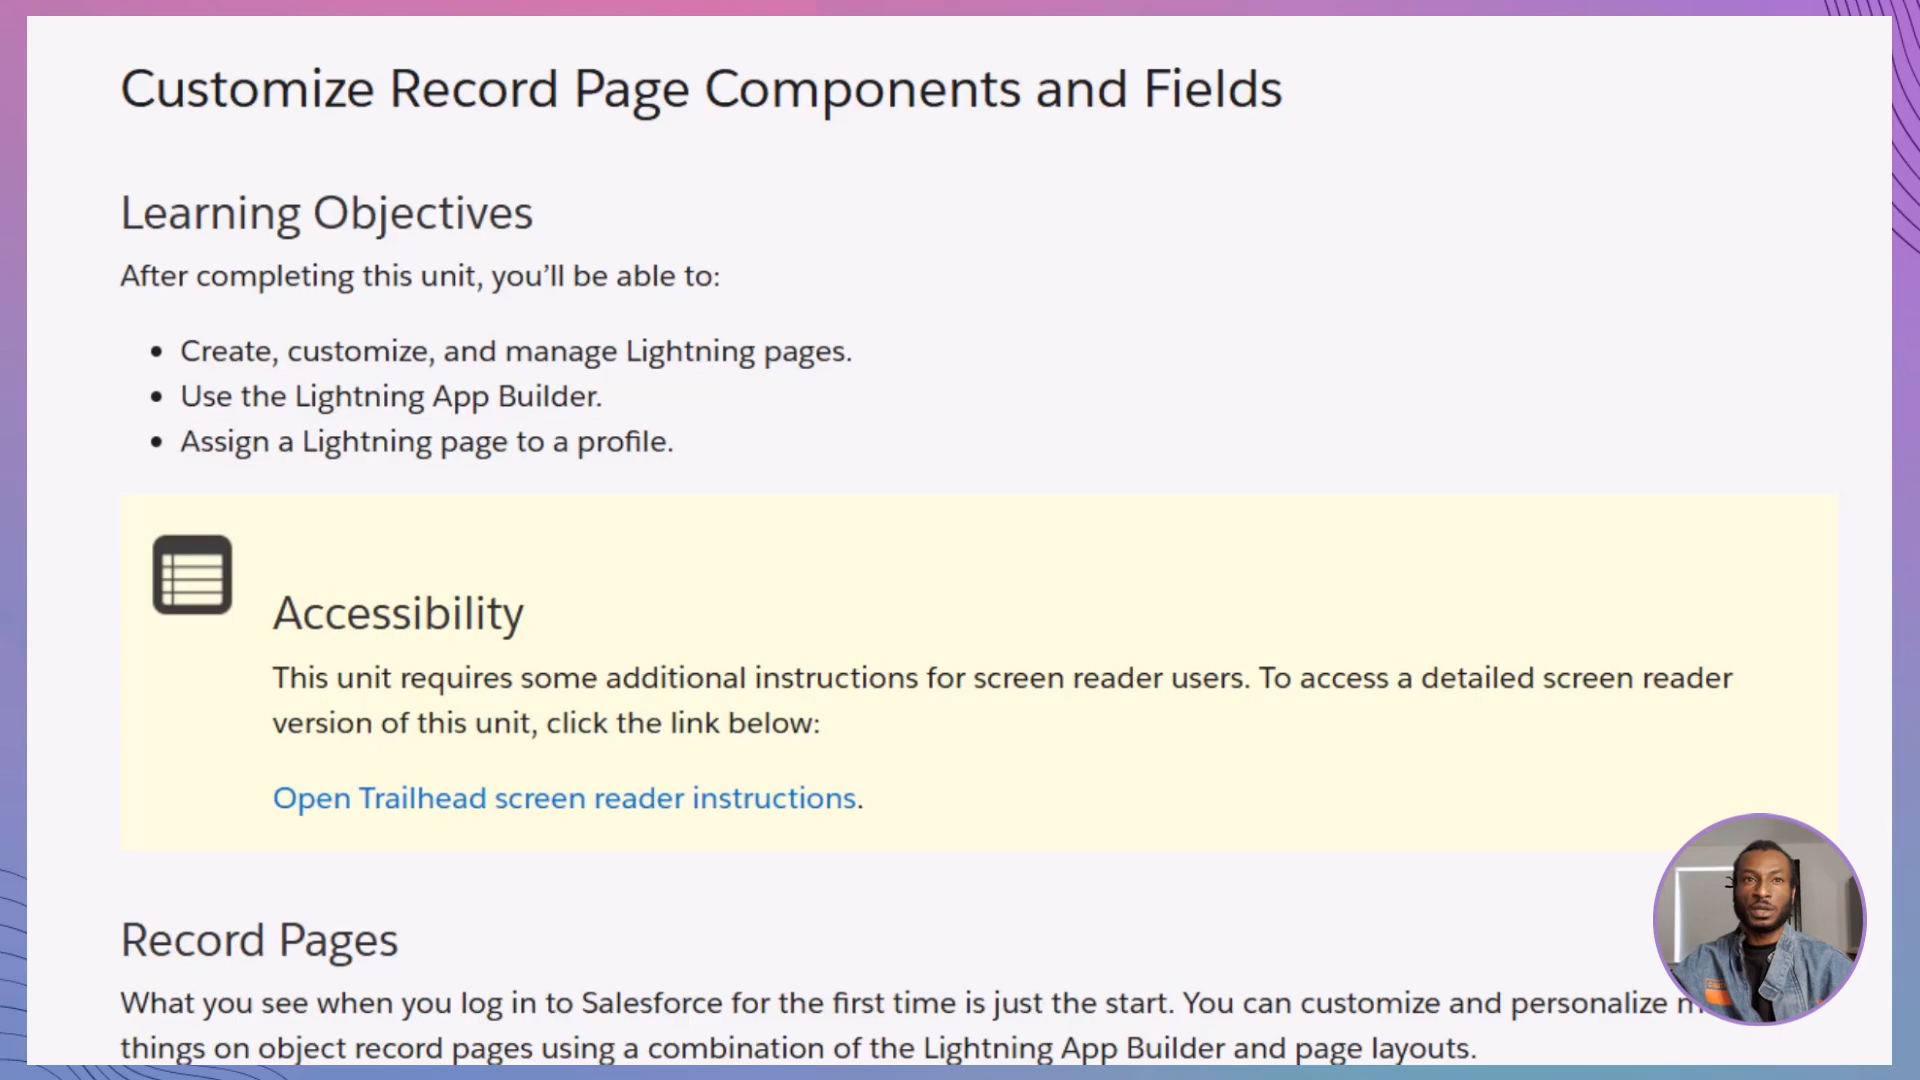 Customize Record Page Components and Fields
Learning Objectives
After completing this unit, you’ll be able to:
• Create, customize, and manage Lightning pages.
• Use the Lightning App Builder.
• Assign a Lightning page to a profile.
Accessibility
This unit requires some additional instructions for screen reader users. To access a detailed screen reader
version of this unit, click the link below:
Open Trailhead screen reader instructions.
Record Pages
What you see when you log in to Salesforce for the first time is just the start. You can customize and personalize
things on object record pages using a combination of the Lightning App Builder and page layouts.